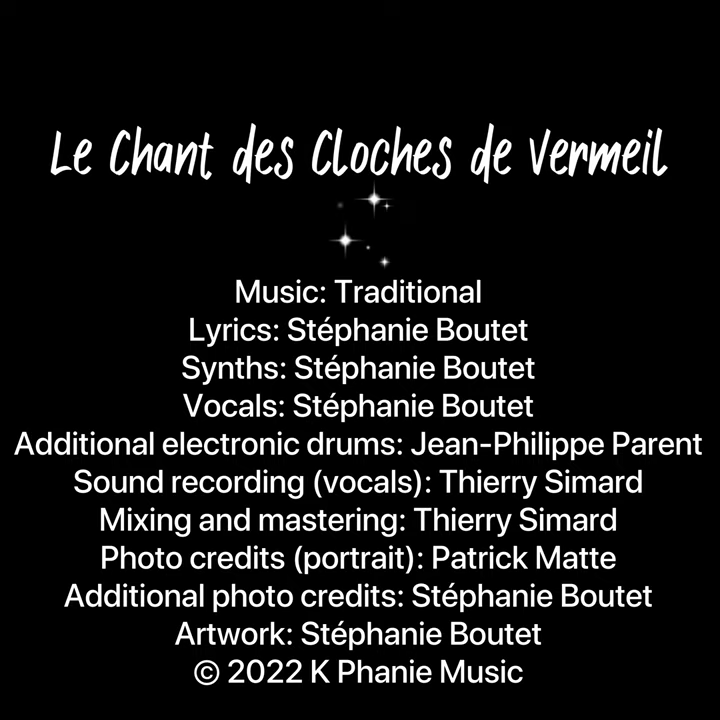 Le Chant des Cloches de Vermeil
Music: Traditional
Lyrics: Stéphanie Boutet
Synths: Stéphanie Boutet
Vocals: Stéphanie Boutet
Additional electronic drums: Jean-Philippe Parent
Sound recording (vocals): Thierry Simard
Mixing and mastering: Thierry Simard
Photo credits (portrait): Patrick Matte
Additional photo credits: Stéphanie Boutet
Artwork: Stéphanie Boutet
© 2022 K Phanie Music